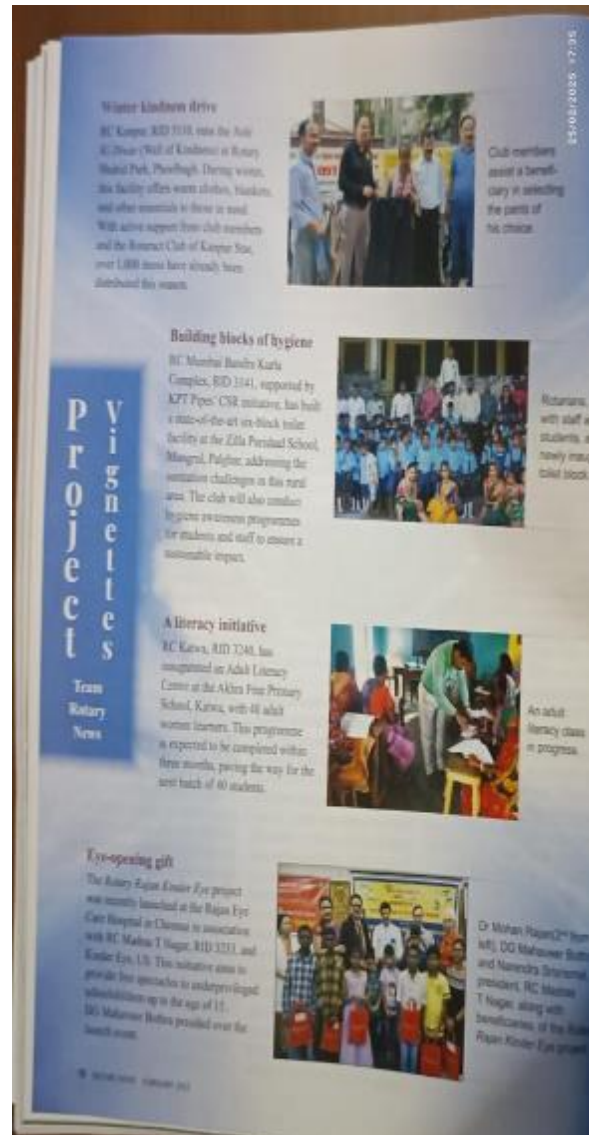 25/02/2025 17:35
Winter kindness drive
RC Kanpur, RID 3110, runs the Neki
Ki Diwar (Wall of Kindness) at Rotary
Shahid Park, Phoolbagh. During winter,
this facility offers warm clothes, blankets,
and other essentials to those in need.
With active support from club members
and the Rotaract Club of Kanpur Star,
over 1,000 items have already been
distributed this season.
Club members
assist a benefi-
ciary in selecting
the pants of
his choice.
Project
Vignettes
Team
Rotary
News
Building blocks of hygiene
RC Mumbai Bandra Kurla
Complex, RID 3141, supported by
KPT Pipes' CSR initiative, has built
a state-of-the-art six-block toilet
facility at the Zilla Parishad School,
Mangrul, Palghar, addressing the
sanitation challenges in this rural
area. The club will also conduct
hygiene awareness programmes
for students and staff to ensure a
sustainable impact.
Rotarians,
with staff
students,
newly
toilet block
A literacy initiative
RC Katwa, RID 3240, has
inaugurated an Adult Literacy
Centre at the Akhra Free Primary
School, Katwa, with 40 adult
women learners. This programme
is expected to be completed within
three months, paving the way for the
next batch of 40 students.
An adult
literacy class
in progress.
Eye-opening gift
The Rotary Rajan Kinder Eye project
was recently launched at the Rajan Eye
Care Hospital in Chennai in association
with RC Madras T Nagar, RID 3233, and
Kinder Eye, US. This initiative aims to
provide free spectacles to underprivileged
schoolchildren up to the age of 15.
DG Mahaveer Bothra presided over the
launch event.
Dr Mohan Rajan (2nd from
left), DG Mahaveer Bothra
and Narendra
president, RC Madras
T Nagar, along with
beneficiaries of the Rotary
Rajan Kinder Eye project
ROTARY NEWS FEBRUARY 2025